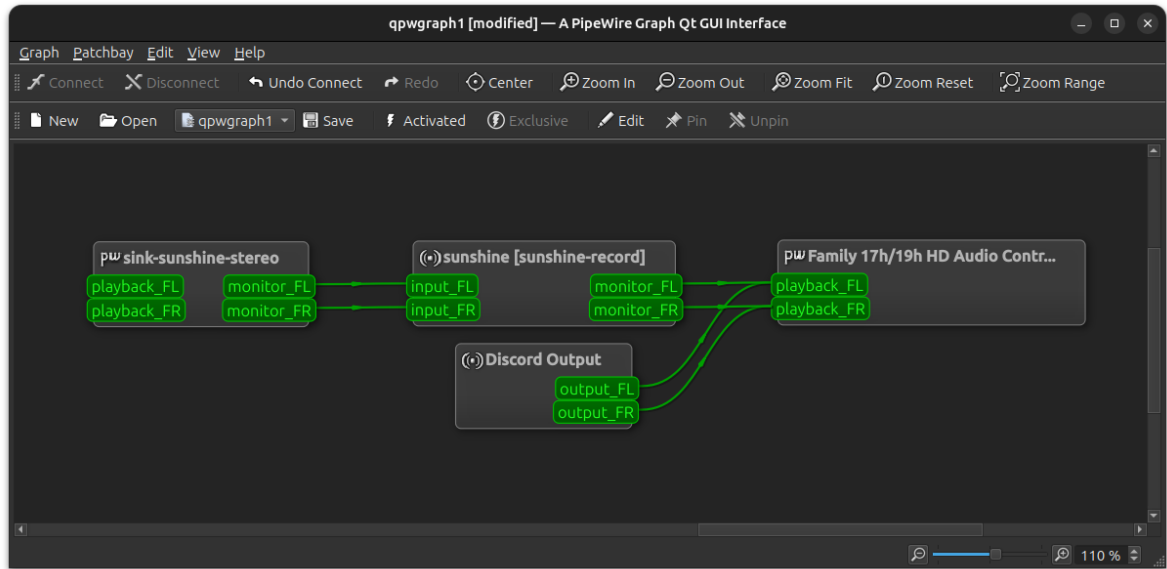 qpwgraph1 [modified] — A PipeWire Graph Qt GUI Interface
Graph Patchbay Edit View Help
Connect Disconnect Undo Connect Redo Center Zoom In Zoom Out Zoom Fit Zoom Reset Zoom Range
New Open qpwgraph1 Save Activated Exclusive Edit Pin Unpin
pw sink-sunshine-stereo
playback_FL monitor_FL
playback_FR monitor_FR
sunshine [sunshine-record]
input_FL monitor_FL
input_FR monitor_FR
pw Family 17h/19h HD Audio Contr...
playback_FL
playback_FR
Discord Output
output_FL
output_FR
110 %